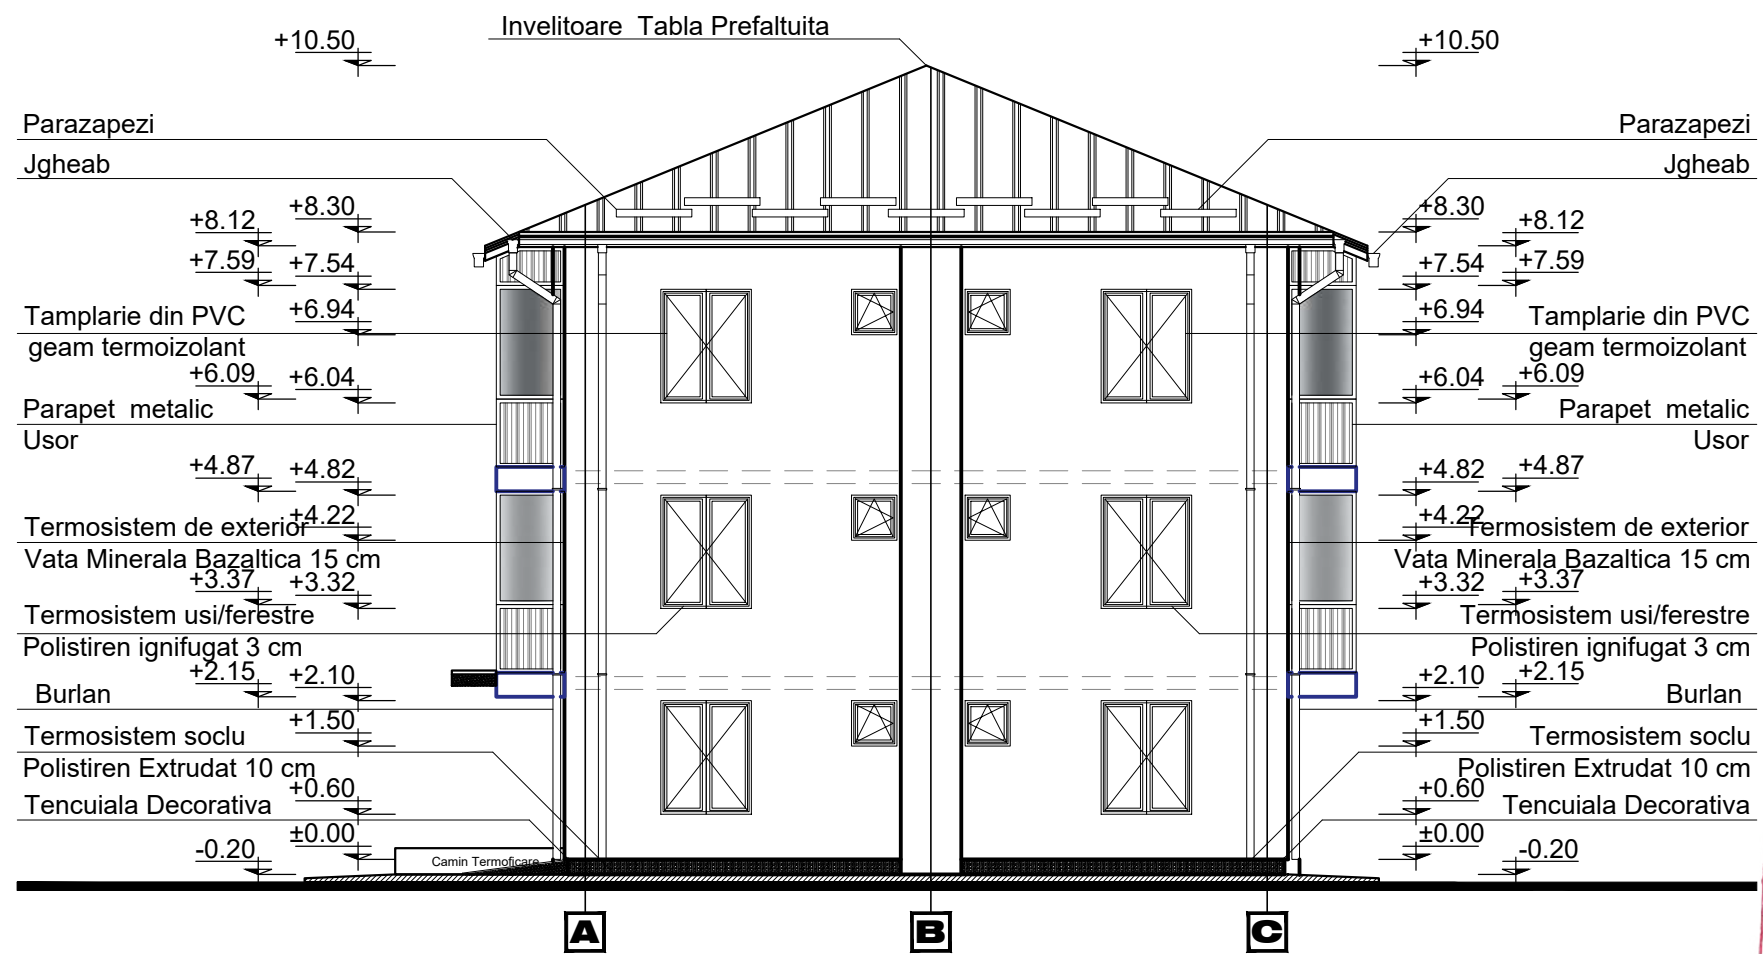 Invelitoare Tabla Prefaltuita
+10.50
+10.50
Parazapezi
Parazapezi
Jgheab
Jgheab
+8.12
+8.30
+8.30
+8.12
+7.59
+7.54
+7.54
+7.59
Tamplarie din PVC
+6.94
+6.94
Tamplarie din PVC
geam termoizolant
geam termoizolant
+6.09
+6.04
+6.04
+6.09
Parapet metalic
Parapet metalic
Usor
Usor
+4.87
+4.82
+4.82
+4.87
Termosistem de exterior
+4.22
+4.22
Termosistem de exterior
Vata Minerala Bazaltica 15 cm
Vata Minerala Bazaltica 15 cm
+3.37
+3.32
+3.32
+3.37
Termosistem usi/ferestre
Termosistem usi/ferestre
Polistiren ignifugat 3 cm
Polistiren ignifugat 3 cm
+2.15
+2.10
+2.10
+2.15
Burlan
Burlan
+1.50
+1.50
Termosistem soclu
Termosistem soclu
Polistiren Extrudat 10 cm
Polistiren Extrudat 10 cm
+0.60
+0.60
Tencuiala Decorativa
Tencuiala Decorativa
±0.00
±0.00
-0.20
Camin Termoficare
-0.20
A
B
C